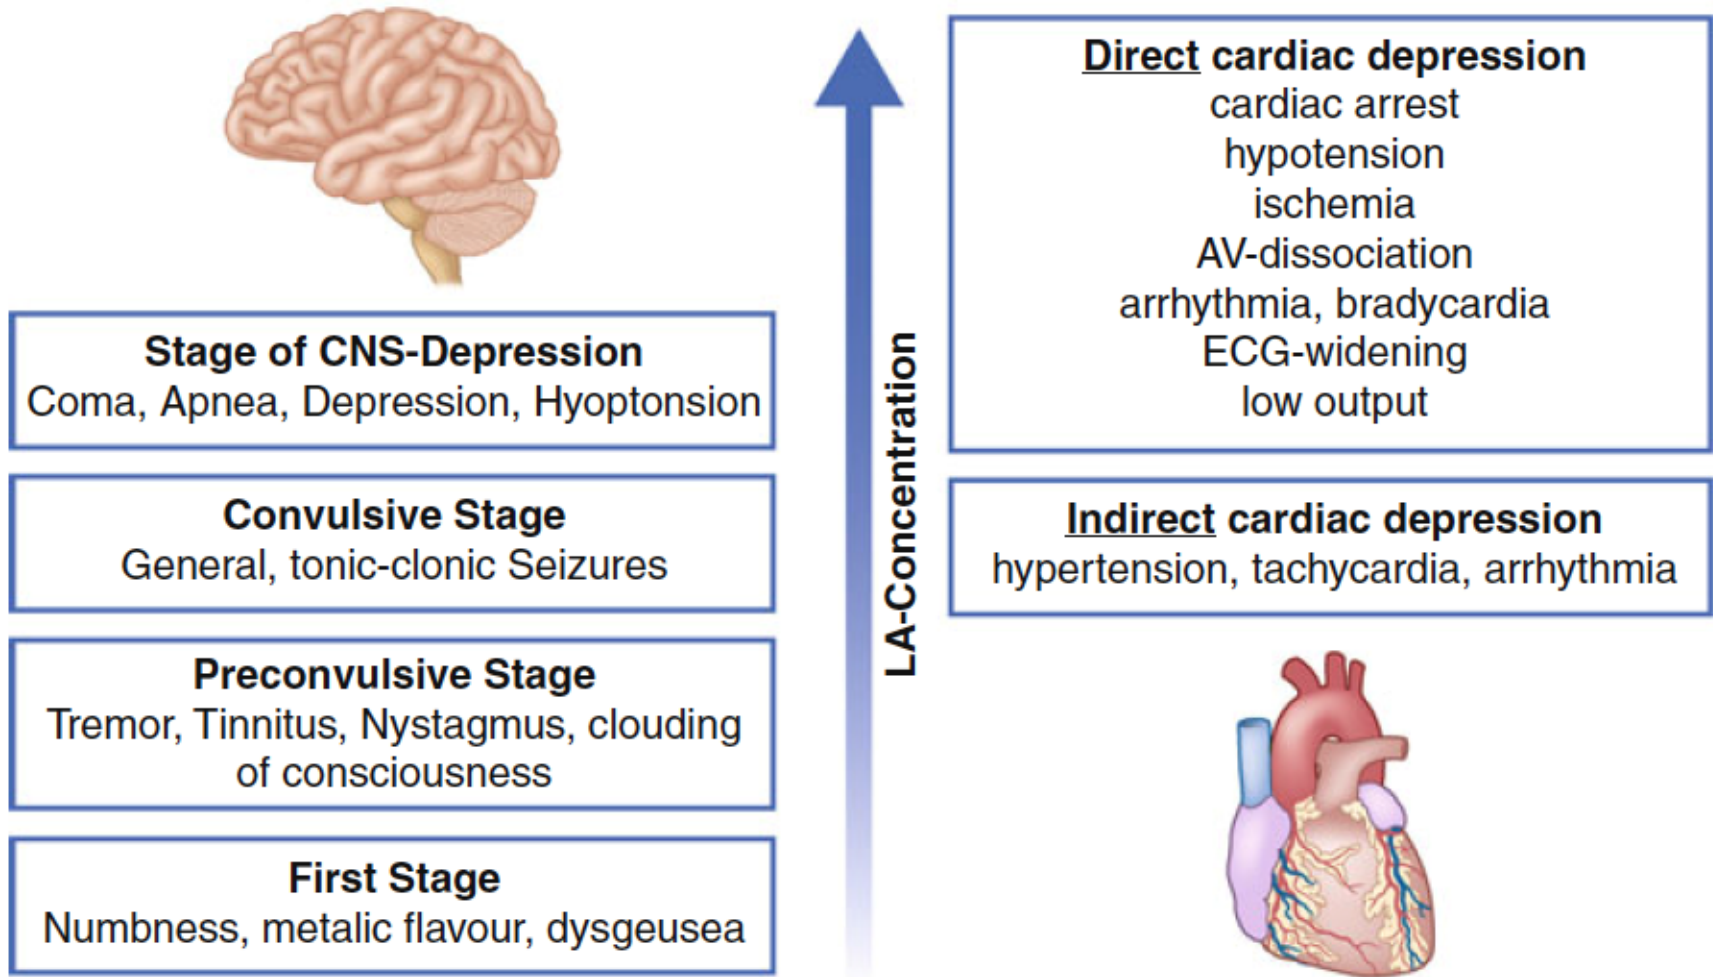 Stage of CNS-Depression
Coma, Apnea, Depression, Hyoptonsion
Convulsive Stage
General, tonic-clonic Seizures
Preconvulsive Stage
Tremor, Tinnitus, Nystagmus, clouding
of consciousness
First Stage
Numbness, metalic flavour, dysgeusea
LA-Concentration
Direct cardiac depression
cardiac arrest
hypotension
ischemia
AV-dissociation
arrhythmia, bradycardia
ECG-widening
low output
Indirect cardiac depression
hypertension, tachycardia, arrhythmia